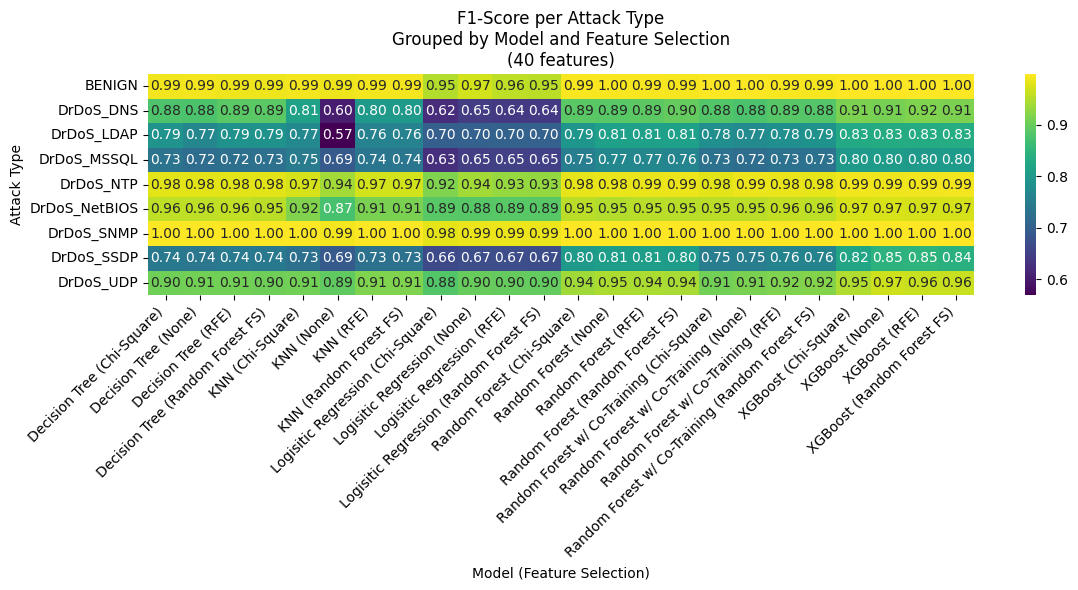 F1-Score per Attack Type
Grouped by Model and Feature Selection
(40 features)
Attack Type
BENIGN 0.99 0.99 0.99 0.99 0.99 0.99 0.99 0.99 0.95 0.97 0.96 0.95 0.99 1.00 0.99 0.99 1.00 1.00 0.99 0.99 1.00 1.00 1.00 1.00
DrDoS_DNS 0.88 0.88 0.89 0.89 0.81 0.60 0.80 0.80 0.62 0.65 0.64 0.64 0.89 0.89 0.89 0.90 0.88 0.88 0.89 0.88 0.91 0.91 0.92 0.91
DrDoS_LDAP 0.79 0.77 0.79 0.79 0.77 0.57 0.76 0.76 0.70 0.70 0.70 0.70 0.79 0.81 0.81 0.81 0.78 0.77 0.78 0.79 0.83 0.83 0.83 0.83
DrDoS_MSSQL 0.73 0.72 0.72 0.73 0.75 0.69 0.74 0.74 0.63 0.65 0.65 0.65 0.75 0.77 0.77 0.76 0.73 0.72 0.73 0.73 0.80 0.80 0.80 0.80
DrDoS_NTP 0.98 0.98 0.98 0.98 0.97 0.94 0.97 0.97 0.92 0.94 0.93 0.93 0.98 0.98 0.99 0.99 0.98 0.99 0.98 0.98 0.99 0.99 0.99 0.99
DrDoS_NetBIOS 0.96 0.96 0.96 0.95 0.92 0.87 0.91 0.91 0.89 0.88 0.89 0.89 0.95 0.95 0.95 0.95 0.95 0.95 0.96 0.96 0.97 0.97 0.97 0.97
DrDoS_SNMP 1.00 1.00 1.00 1.00 1.00 0.99 1.00 1.00 0.98 0.99 0.99 0.99 1.00 1.00 1.00 1.00 1.00 1.00 1.00 1.00 1.00 1.00 1.00 1.00
DrDoS_SSDP 0.74 0.74 0.74 0.74 0.73 0.69 0.73 0.73 0.66 0.67 0.67 0.67 0.80 0.81 0.81 0.80 0.75 0.75 0.76 0.76 0.82 0.85 0.85 0.84
DrDoS_UDP 0.90 0.91 0.91 0.90 0.91 0.89 0.91 0.91 0.88 0.90 0.90 0.90 0.94 0.95 0.94 0.94 0.91 0.91 0.92 0.92 0.95 0.97 0.96 0.96
0.9
0.8
0.7
0.6
Decision Tree (Chi-Square)
Decision Tree (None)
Decision Tree (RFE)
Decision Tree (Random Forest FS)
KNN (Chi-Square)
KNN (None)
KNN (RFE)
KNN (Random Forest FS)
Logisitic Regression (Chi-Square)
Logisitic Regression (None)
Logisitic Regression (RFE)
Logisitic Regression (Random Forest FS)
Random Forest (Chi-Square)
Random Forest (None)
Random Forest (RFE)
Random Forest (Random Forest FS)
Random Forest w/ Co-Training (Chi-Square)
Random Forest w/ Co-Training (None)
Random Forest w/ Co-Training (RFE)
Random Forest w/ Co-Training (Random Forest FS)
XGBoost (Chi-Square)
XGBoost (None)
XGBoost (RFE)
XGBoost (Random Forest FS)
Model (Feature Selection)